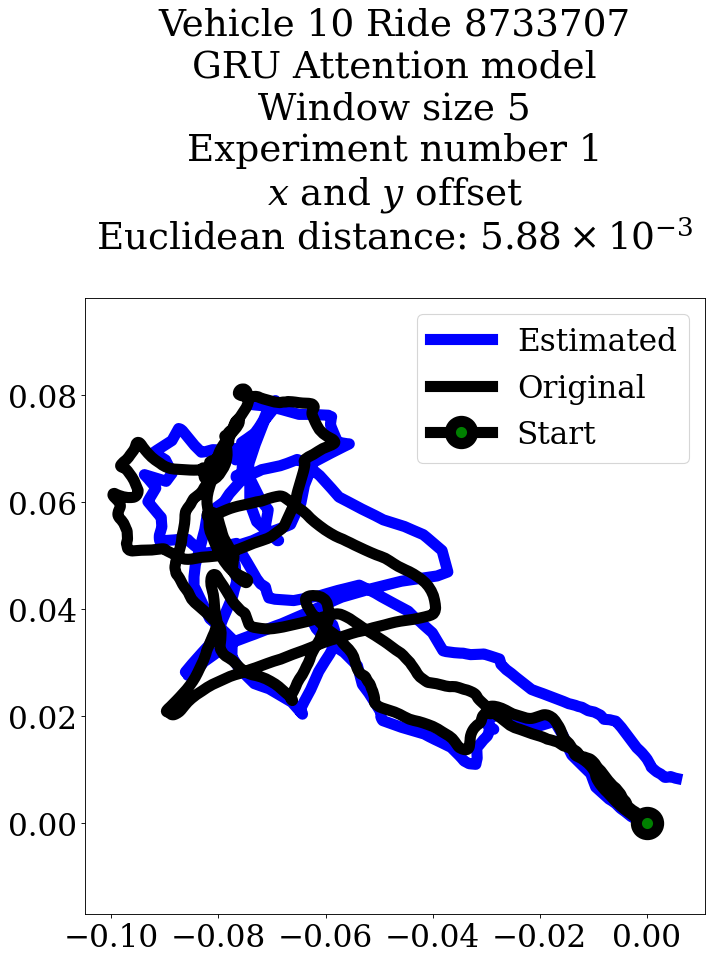 Vehicle 10 Ride 8733707
GRU Attention model
Window size 5
Experiment number 1
x and y offset
Euclidean distance: 5.88 × 10⁻³
Estimated
Original
Start
0.08
0.06
0.04
0.02
0.00
−0.10 −0.08 −0.06 −0.04 −0.02 0.00